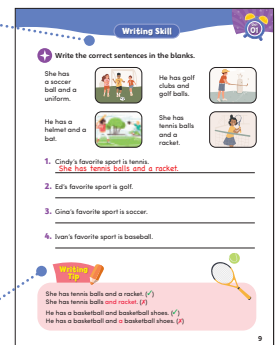 Writing Skill
01
Write the correct sentences in the blanks.
She has
a soccer
ball and a
uniform.
He has golf
clubs and
golf balls.
He has a
helmet and a
bat.
She has
tennis balls
and a
racket.
1. Cindy's favorite sport is tennis.
She has tennis balls and a racket.
2. Ed's favorite sport is golf.
3. Gina's favorite sport is soccer.
4. Ivan's favorite sport is baseball.
Writing
Tip
She has tennis balls and a racket. (✓)
She has tennis balls and racket. (✗)
He has a basketball and basketball shoes. (✓)
He has a basketball and a basketball shoes. (✗)
9